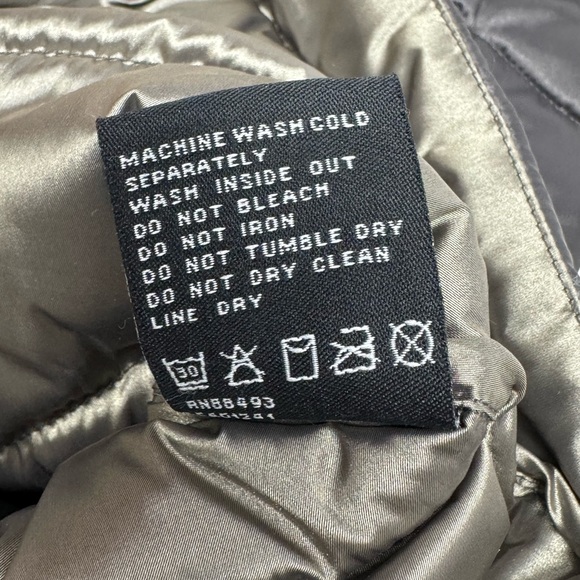 MACHINE WASH COLD
SEPARATELY
WASH INSIDE OUT
DO NOT BLEACH
DO NOT IRON
DO NOT TUMBLE DRY
DO NOT DRY CLEAN
LINE DRY
30
RN88493